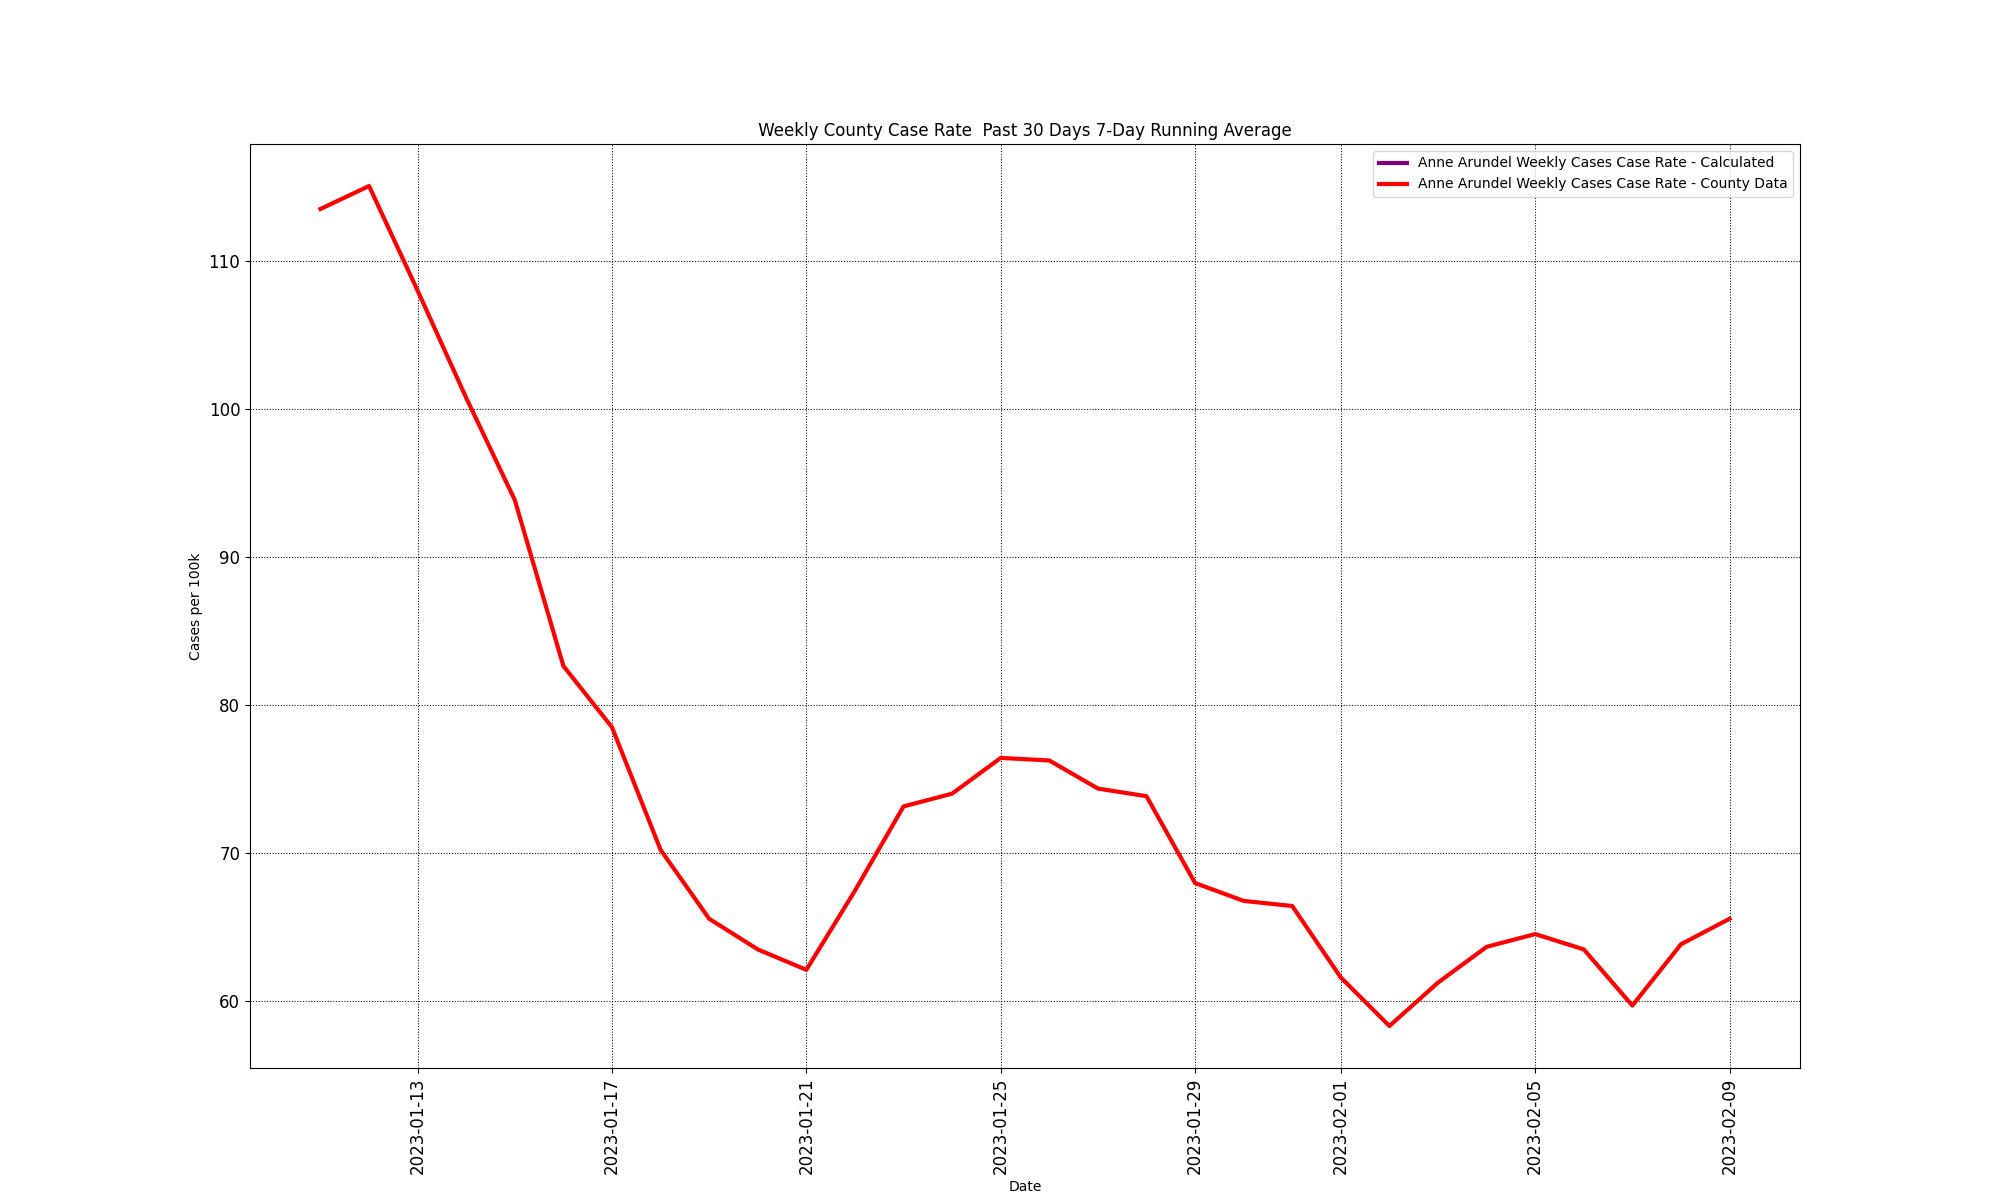 Weekly County Case Rate  Past 30 Days 7-Day Running Average
Anne Arundel Weekly Cases Case Rate - Calculated
Anne Arundel Weekly Cases Case Rate - County Data
Cases per 100k
110
100
90
80
70
60
2023-01-13
2023-01-17
2023-01-21
2023-01-25
2023-01-29
2023-02-01
2023-02-05
2023-02-09
Date